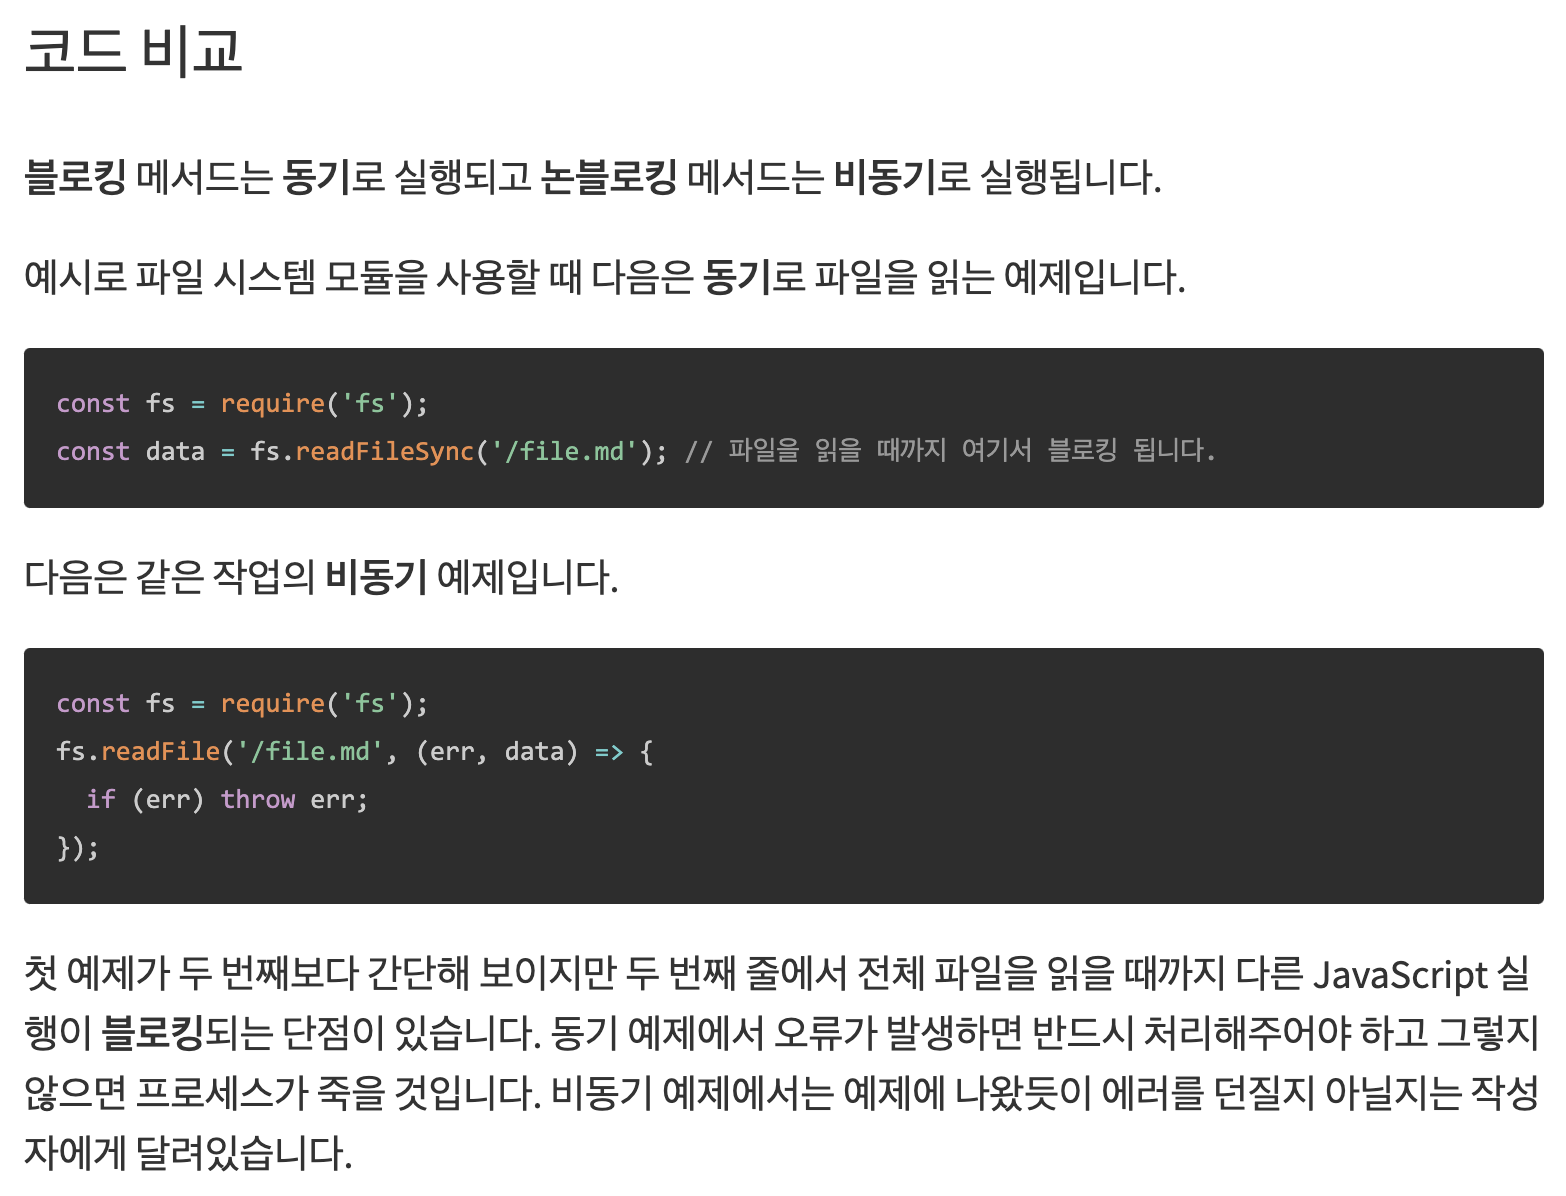 코드 비교
블로킹 메서드는 동기로 실행되고 논블로킹 메서드는 비동기로 실행됩니다.
예시로 파일 시스템 모듈을 사용할 때 다음은 동기로 파일을 읽는 예제입니다.
const fs = require('fs');
const data = fs.readFileSync('/file.md'); // 파일을 읽을 때까지 여기서 블로킹 됩니다.
다음은 같은 작업의 비동기 예제입니다.
const fs = require('fs');
fs.readFile('/file.md', (err, data) => {
  if (err) throw err;
});
첫 예제가 두 번째보다 간단해 보이지만 두 번째 줄에서 전체 파일을 읽을 때까지 다른 JavaScript 실
행이 블로킹되는 단점이 있습니다. 동기 예제에서 오류가 발생하면 반드시 처리해주어야 하고 그렇지
않으면 프로세스가 죽을 것입니다. 비동기 예제에서는 예제에 나왔듯이 에러를 던질지 아닐지는 작성
자에게 달려있습니다.